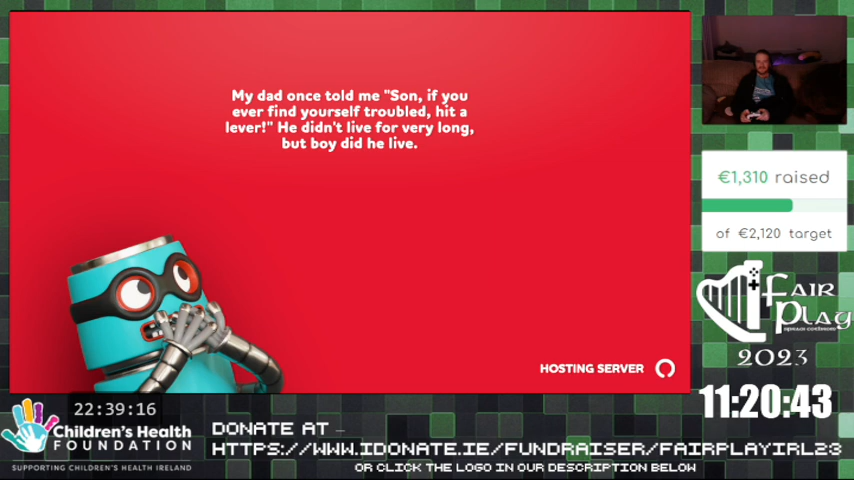 My dad once told me "Son, if you
ever find yourself troubled, hit a
lever!" He didn't live for very long,
but boy did he live.
HOSTING SERVER
€1,310 raised
of €2,120 target
FAIR
PLAY
2023
11:20:43
22:39:16
Children's Health
FOUNDATION
SUPPORTING CHILDREN'S HEALTH IRELAND
DONATE AT -
HTTPS://WWW.IDONATE.IE/FUNDRAISER/FAIRPLAYIRL23
OR CLICK THE LOGO IN OUR DESCRIPTION BELOW